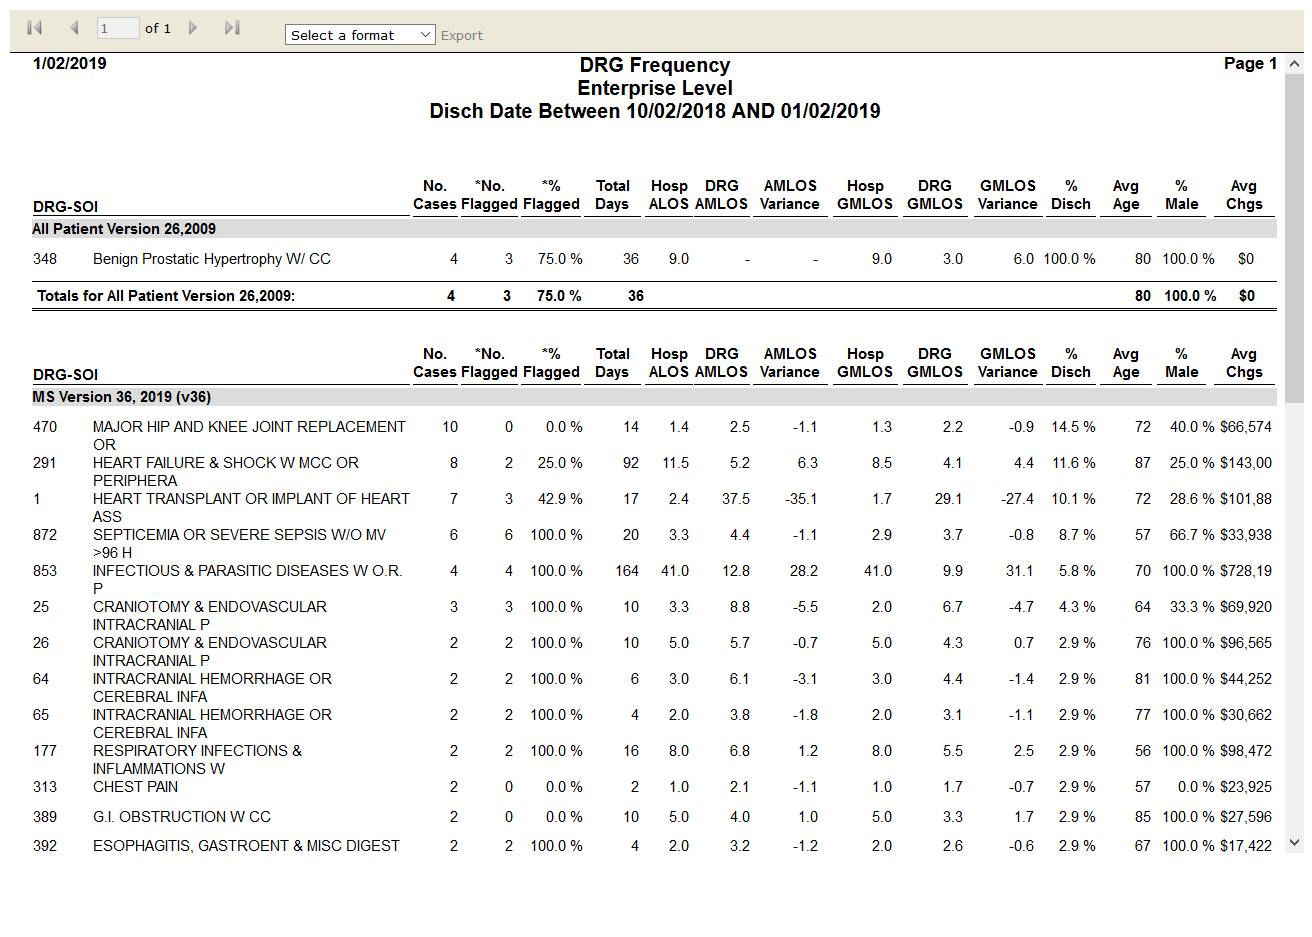 1 of 1 Select a format Export
1/02/2019 DRG Frequency Page 1
Enterprise Level
Disch Date Between 10/02/2018 AND 01/02/2019
No. *No. *% Total Hosp DRG AMLOS Hosp DRG GMLOS % Avg % Avg
DRG-SOI Cases Flagged Flagged Days ALOS AMLOS Variance GMLOS GMLOS Variance Disch Age Male Chgs
All Patient Version 26,2009
348 Benign Prostatic Hypertrophy W/ CC 4 3 75.0 % 36 9.0 - - 9.0 3.0 6.0 100.0 % 80 100.0 % $0
Totals for All Patient Version 26,2009: 4 3 75.0 % 36 80 100.0 % $0
No. *No. *% Total Hosp DRG AMLOS Hosp DRG GMLOS % Avg % Avg
DRG-SOI Cases Flagged Flagged Days ALOS AMLOS Variance GMLOS GMLOS Variance Disch Age Male Chgs
MS Version 36, 2019 (v36)
470 MAJOR HIP AND KNEE JOINT REPLACEMENT 10 0 0.0 % 14 1.4 2.5 -1.1 1.3 2.2 -0.9 14.5 % 72 40.0 % $66,574
OR
291 HEART FAILURE & SHOCK W MCC OR 8 2 25.0 % 92 11.5 5.2 6.3 8.5 4.1 4.4 11.6 % 87 25.0 % $143,00
PERIPHERA
1 HEART TRANSPLANT OR IMPLANT OF HEART 7 3 42.9 % 17 2.4 37.5 -35.1 1.7 29.1 -27.4 10.1 % 72 28.6 % $101,88
ASS
872 SEPTICEMIA OR SEVERE SEPSIS W/O MV 6 6 100.0 % 20 3.3 4.4 -1.1 2.9 3.7 -0.8 8.7 % 57 66.7 % $33,938
>96 H
853 INFECTIOUS & PARASITIC DISEASES W O.R. 4 4 100.0 % 164 41.0 12.8 28.2 41.0 9.9 31.1 5.8 % 70 100.0 % $728,19
P
25 CRANIOTOMY & ENDOVASCULAR 3 3 100.0 % 10 3.3 8.8 -5.5 2.0 6.7 -4.7 4.3 % 64 33.3 % $69,920
INTRACRANIAL P
26 CRANIOTOMY & ENDOVASCULAR 2 2 100.0 % 10 5.0 5.7 -0.7 5.0 4.3 0.7 2.9 % 76 100.0 % $96,565
INTRACRANIAL P
64 INTRACRANIAL HEMORRHAGE OR 2 2 100.0 % 6 3.0 6.1 -3.1 3.0 4.4 -1.4 2.9 % 81 100.0 % $44,252
CEREBRAL INFA
65 INTRACRANIAL HEMORRHAGE OR 2 2 100.0 % 4 2.0 3.8 -1.8 2.0 3.1 -1.1 2.9 % 77 100.0 % $30,662
CEREBRAL INFA
177 RESPIRATORY INFECTIONS & 2 2 100.0 % 16 8.0 6.8 1.2 8.0 5.5 2.5 2.9 % 56 100.0 % $98,472
INFLAMMATIONS W
313 CHEST PAIN 2 0 0.0 % 2 1.0 2.1 -1.1 1.0 1.7 -0.7 2.9 % 57 0.0 % $23,925
389 G.I. OBSTRUCTION W CC 2 0 0.0 % 10 5.0 4.0 1.0 5.0 3.3 1.7 2.9 % 85 100.0 % $27,596
392 ESOPHAGITIS, GASTROENT & MISC DIGEST 2 2 100.0 % 4 2.0 3.2 -1.2 2.0 2.6 -0.6 2.9 % 67 100.0 % $17,422